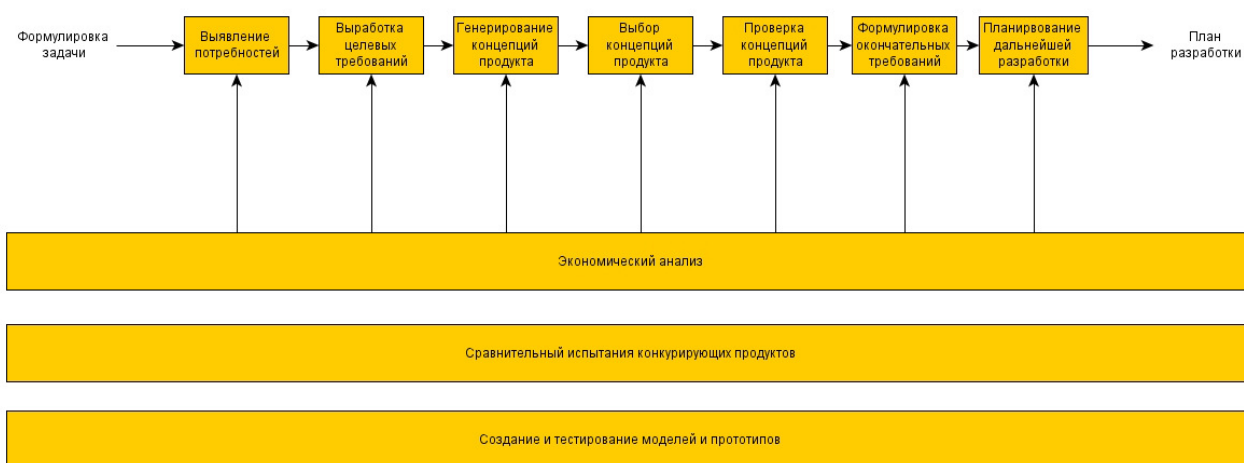 Формулировка
задачи
Выявление
потребностей
Выработка
целевых
требований
Генерирование
концепций
продукта
Выбор
концепций
продукта
Проверка
концепций
продукта
Формулировка
окончательных
требований
Планирвование
дальнейшей
разработки
План
разработки
Экономический анализ
Сравнительный испытания конкурирующих продуктов
Создание и тестирование моделей и прототипов